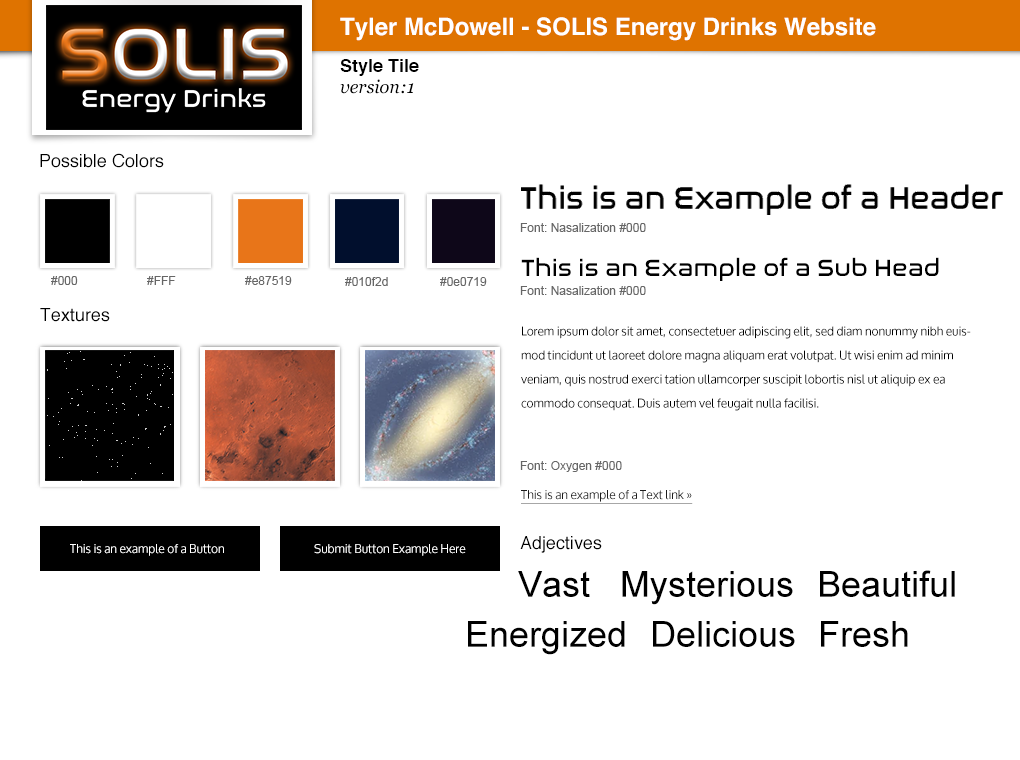 SOLIS
Energy Drinks
Tyler McDowell - SOLIS Energy Drinks Website
Style Tile
version:1
Possible Colors
#000
#FFF
#e87519
#010f2d
#0e0719
Textures
This is an example of a Button
Submit Button Example Here
This is an Example of a Header
Font: Nasalization #000
This is an Example of a Sub Head
Font: Nasalization #000
Lorem ipsum dolor sit amet, consectetuer adipiscing elit, sed diam nonummy nibh euis-
mod tincidunt ut laoreet dolore magna aliquam erat volutpat. Ut wisi enim ad minim
veniam, quis nostrud exerci tation ullamcorper suscipit lobortis nisl ut aliquip ex ea
commodo consequat. Duis autem vel feugait nulla facilisi.
Font: Oxygen #000
This is an example of a Text link »
Adjectives
Vast Mysterious Beautiful
Energized Delicious Fresh